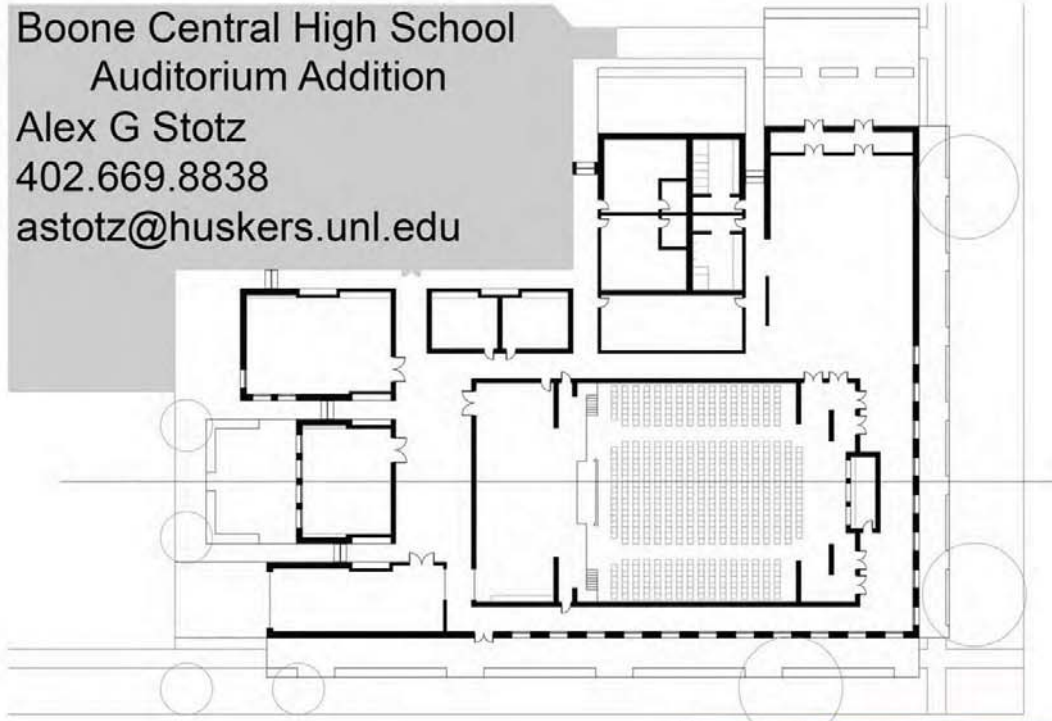 Boone Central High School
Auditorium Addition
Alex G Stotz
402.669.8838
astotz@huskers.unl.edu